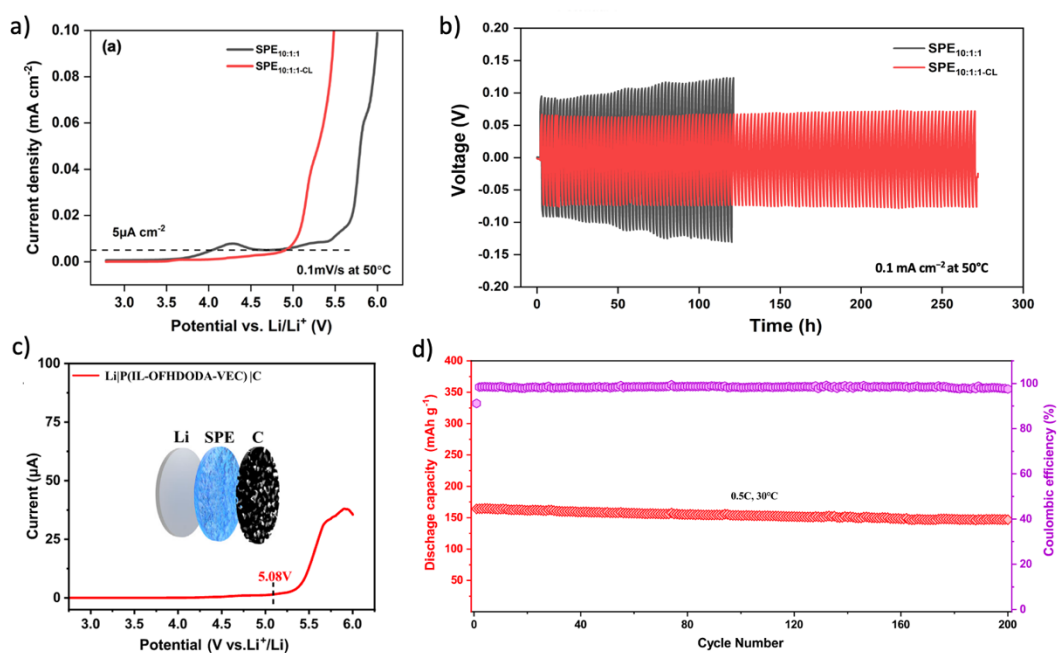 a)
(a)
SPE10:1:1
SPE10:1:1-CL
0.10
0.08
0.06
0.04
0.02
0.00
Current density (mA cm⁻²)
5µA cm⁻²
0.1mV/s at 50°C
3.0 3.5 4.0 4.5 5.0 5.5 6.0
Potential vs. Li/Li⁺ (V)
b)
SPE10:1:1
SPE10:1:1-CL
0.20
0.15
0.10
0.05
0.00
-0.05
-0.10
-0.15
-0.20
Voltage (V)
0.1 mA cm⁻² at 50℃
0 50 100 150 200 250 300
Time (h)
c)
Li|P(IL-OFHDODA-VEC) |C
100
75
50
25
0
Current (µA)
Li SPE C
5.08V
3.0 3.5 4.0 4.5 5.0 5.5 6.0
Potential (V vs.Li⁺/Li)
d)
400
350
300
250
200
150
100
50
Discharge capacity (mAh g⁻¹)
0.5C, 30℃
100
80
60
40
20
0
Coulombic efficiency (%)
0 40 80 120 160 200
Cycle Number